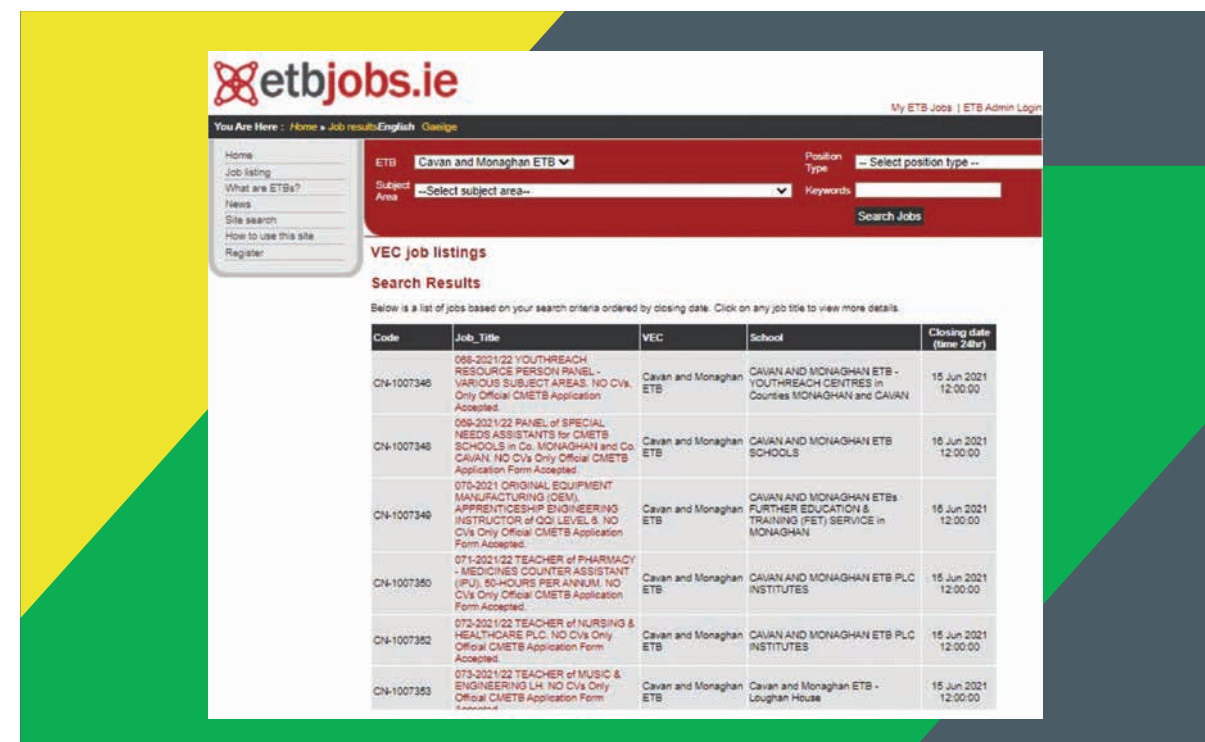 etbjobs.ie
My ETB Jobs | ETB Admin Login
You Are Here : Home » Job results English Gaeilge
Home
Job listing
What are ETBs?
News
Site search
How to use this site
Register
ETB Cavan and Monaghan ETB
Position Type -- Select position type --
Subject Area --Select subject area--
Keywords
Search Jobs
VEC job listings
Search Results
Below is a list of jobs based on your search criteria ordered by closing date. Click on any job title to view more details.
Code Job_Title VEC School Closing date (time 24hr)
CN-1007346
068-2021/22 YOUTHREACH
RESOURCE PERSON PANEL -
VARIOUS SUBJECT AREAS. NO CVs,
Only Official CMETB Application
Accepted.
Cavan and Monaghan
ETB
CAVAN AND MONAGHAN ETB -
YOUTHREACH CENTRES in
Counties MONAGHAN and CAVAN
15 Jun 2021
12:00:00
CN-1007348
069-2021/22 PANEL of SPECIAL
NEEDS ASSISTANTS for CMETB
SCHOOLS in Co. MONAGHAN and Co.
CAVAN. NO CVs Only Official CMETB
Application Form Accepted.
Cavan and Monaghan
ETB
CAVAN AND MONAGHAN ETB
SCHOOLS
16 Jun 2021
12:00:00
CN-1007349
070-2021 ORIGINAL EQUIPMENT
MANUFACTURING (OEM),
APPRENTICESHIP ENGINEERING
INSTRUCTOR of QQI LEVEL 6. NO
CVs Only Official CMETB Application
Form Accepted.
Cavan and Monaghan
ETB
CAVAN AND MONAGHAN ETBs
FURTHER EDUCATION &
TRAINING (FET) SERVICE in
MONAGHAN
16 Jun 2021
12:00:00
CN-1007350
071-2021/22 TEACHER of PHARMACY
- MEDICINES COUNTER ASSISTANT
(IPU), 50-HOURS PER ANNUM. NO
CVs Only Official CMETB Application
Form Accepted.
Cavan and Monaghan
ETB
CAVAN AND MONAGHAN ETB PLC
INSTITUTES
15 Jun 2021
12:00:00
CN-1007352
072-2021/22 TEACHER of NURSING &
HEALTHCARE PLC. NO CVs Only
Official CMETB Application Form
Accepted.
Cavan and Monaghan
ETB
CAVAN AND MONAGHAN ETB PLC
INSTITUTES
15 Jun 2021
12:00:00
CN-1007353
073-2021/22 TEACHER of MUSIC &
ENGINEERING LH. NO CVs Only
Official CMETB Application Form
Cavan and Monaghan
ETB
Cavan and Monaghan ETB -
Loughan House
15 Jun 2021
12:00:00